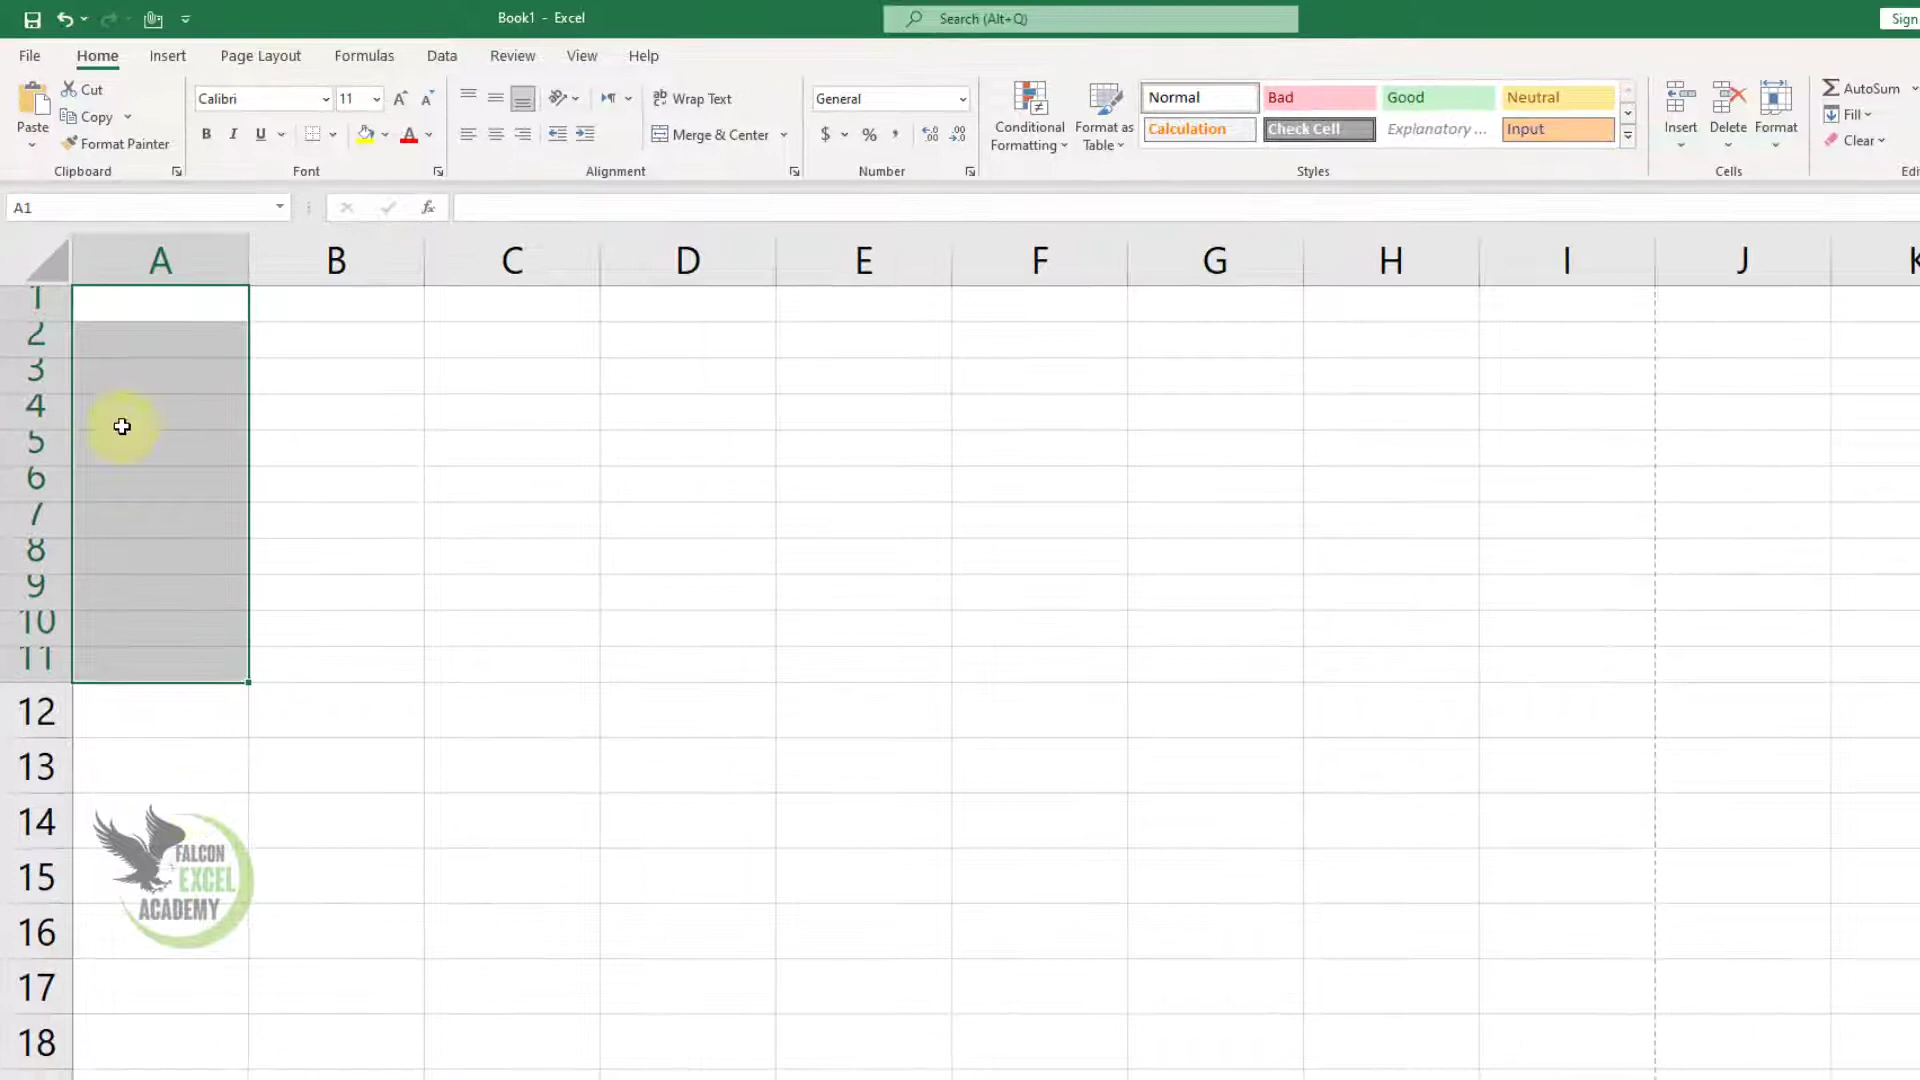 Book1 - Excel
Search (Alt+Q)
Sign
File Home Insert Page Layout Formulas Data Review View Help
Paste
Cut
Copy
Format Painter
Clipboard
Calibri 11
B I U
Font
Wrap Text
Merge & Center
Alignment
General
$ % ,
Number
Conditional Formatting
Format as Table
Normal Bad Good Neutral
Calculation Check Cell Explanatory ... Input
Styles
Insert Delete Format
Cells
AutoSum
Fill
Clear
Edi
A1
fx
A B C D E F G H I J K
1
2
3
4
5
6
7
8
9
10
11
12
13
14
15
16
17
18
FALCON
EXCEL
ACADEMY